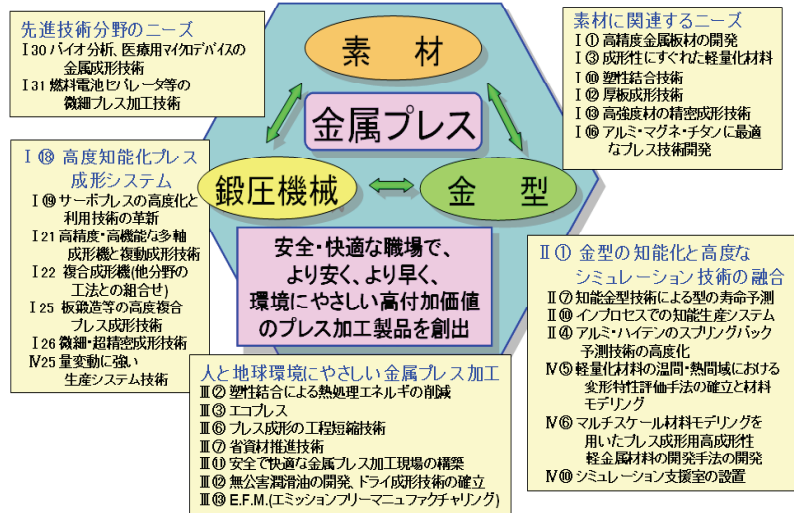 先進技術分野のニーズ
Ⅰ30 バイオ分析、医療用マイクロデバイスの
金属成形技術
Ⅰ31 燃料電池セパレータ等の
微細プレス加工技術
素材に関連するニーズ
Ⅰ① 高精度金属板材の開発
Ⅰ③ 成形性にすぐれた軽量化材料
Ⅰ⑩ 塑性結合技術
Ⅰ⑫ 厚板成形技術
Ⅰ⑬ 高強度材の精密成形技術
Ⅰ⑯ アルミ・マグネ・チタンに最適
なプレス技術開発
素 材
金属プレス
鍛圧機械
金 型
安全・快適な職場で、
より安く、より早く、
環境にやさしい高付加価値
のプレス加工製品を創出
Ⅰ ⑱ 高度知能化プレス
成形システム
Ⅰ⑲ サーボプレスの高度化と
利用技術の革新
Ⅰ21 高精度・高機能な多軸
成形機と複動成形技術
Ⅰ22 複合成形機(他分野の
工法との組合せ)
Ⅰ25 板鍛造等の高度複合
プレス成形技術
Ⅰ26 微細・超精密成形技術
Ⅳ25 量変動に強い
生産システム技術
Ⅱ① 金型の知能化と高度な
シミュレーション技術の融合
Ⅱ⑦ 知能金型技術による型の寿命予測
Ⅱ⑩ インプロセスでの知能生産システム
Ⅱ④ アルミ・ハイテンのスプリングバック
予測技術の高度化
Ⅳ⑤ 軽量化材料の温間・熱間域における
変形特性評価手法の確立と材料
モデリング
Ⅳ⑥ マルチスケール材料モデリングを
用いたプレス成形用高成形性
軽金属材料の開発手法の開発
Ⅳ⑩ シミュレーション支援室の設置
人と地球環境にやさしい金属プレス加工
Ⅲ② 塑性結合による熱処理エネルギの削減
Ⅲ③ エコプレス
Ⅲ⑥ プレス成形の工程短縮技術
Ⅲ⑦ 省資材推進技術
Ⅲ⑪ 安全で快適な金属プレス加工現場の構築
Ⅲ⑫ 無公害潤滑油の開発、ドライ成形技術の確立
Ⅲ⑬ E.F.M.(エミッションフリーマニュファクチャリング)